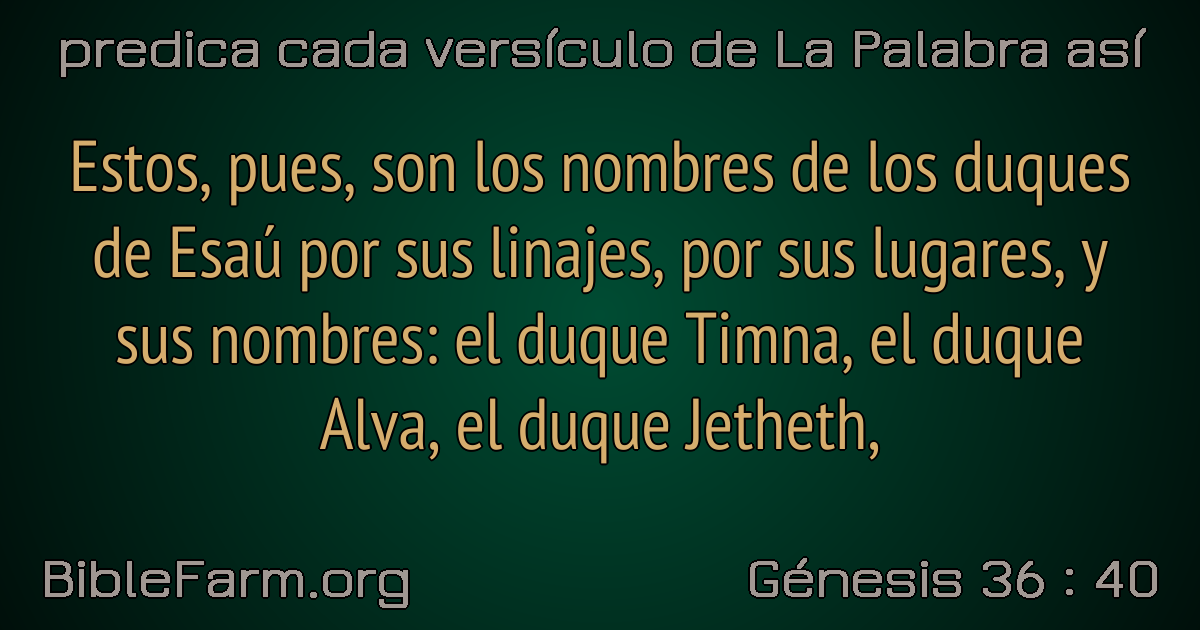 predica cada versículo de La Palabra así
Estos, pues, son los nombres de los duques
de Esaú por sus linajes, por sus lugares, y
sus nombres: el duque Timna, el duque
Alva, el duque Jetheth,
BibleFarm.org
Génesis 36 : 40